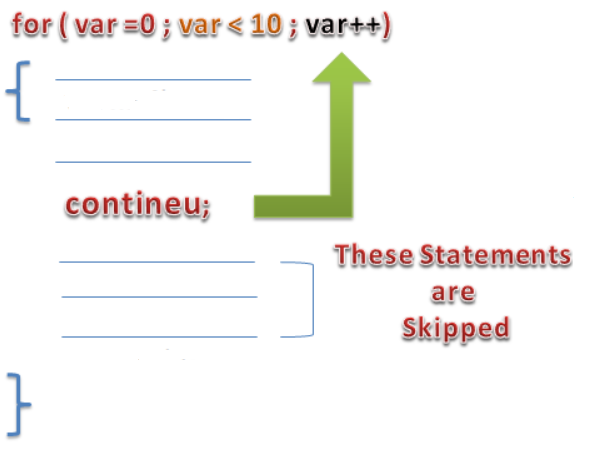 for ( var =0 ; var < 10 ; var++)
{
contineu;
These Statements
are
Skipped
}